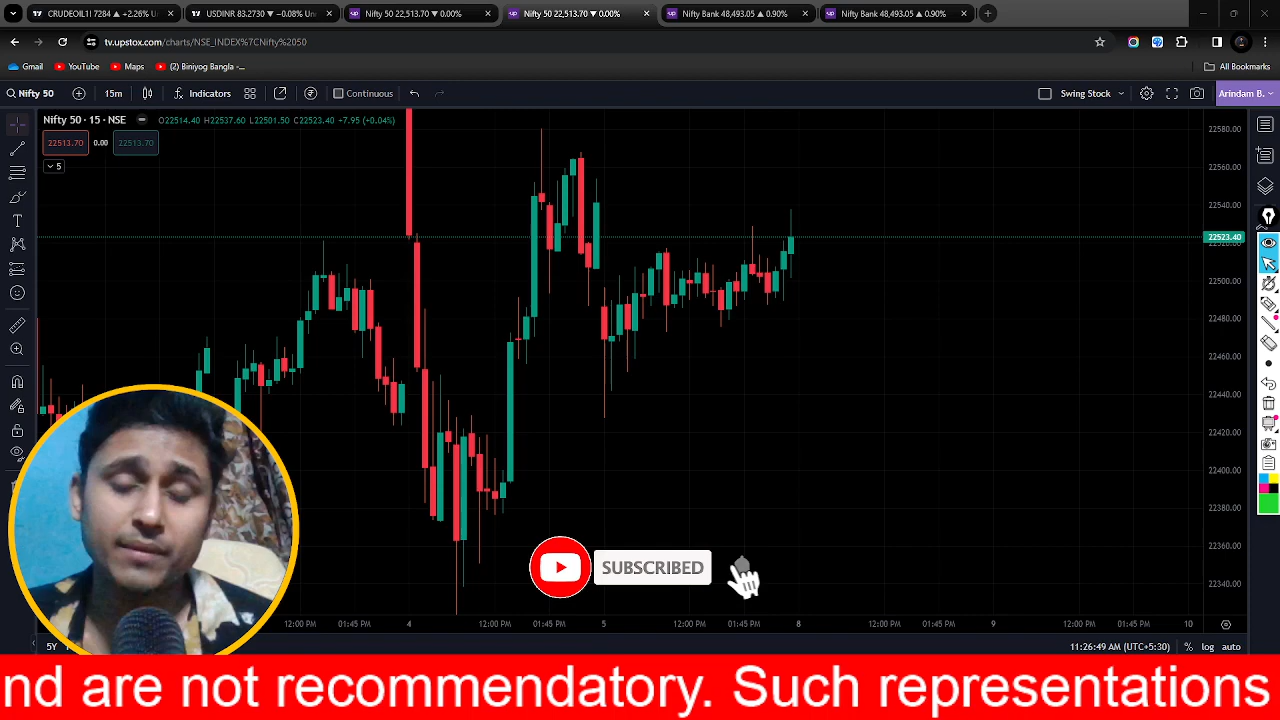 CRUDEOIL1! 7284 ▲ +2.26% U
USDINR 83.2730 ▼ −0.08% Un
Nifty 50 22,513.70 ▼ 0.00%
Nifty 50 22,513.70 ▼ 0.00%
Nifty Bank 48,493.05 ▲ 0.90%
Nifty Bank 48,493.05 ▲ 0.90%
tv.upstox.com/charts/NSE_INDEX%7CNifty%2050
Gmail
YouTube
Maps
(2) Biniyog Bangla -...
All Bookmarks
Nifty 50
15m
Indicators
Continuous
Swing Stock
Arindam B.
Nifty 50 · 15 · NSE
O22514.40 H22537.60 L22501.50 C22523.40 +7.95 (+0.04%)
22513.70 0.00 22513.70
5
22580.00
22560.00
22540.00
22523.40
22500.00
22480.00
22460.00
22440.00
22420.00
22400.00
22380.00
22360.00
22340.00
SUBSCRIBED
12:00 PM 01:45 PM 4 12:00 PM 01:45 PM 5 12:00 PM 01:45 PM 8 12:00 PM 01:45 PM 9 12:00 PM 01:45 PM 10
5Y
11:26:49 AM (UTC+5:30)
% log auto
nd are not recommendatory. Such representations